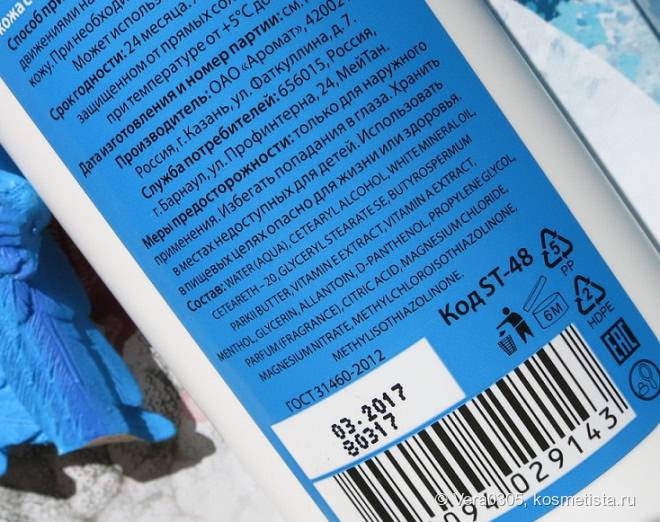 кожа с
Способ при
движениями на
кожу. При необходи
Может использ
Срок годности: 24 месяца.
защищенном от прямых сол
при температуре от +5°С до
Дата изготовления и номер партии: см.
Производитель: ОАО «Аромат», 42002
Россия, г. Казань, ул. Фаткуллина, д. 7.
Служба потребителей: 656015, Россия,
г. Барнаул, ул. Профинтерна, 24, МейТан.
Меры предосторожности: только для наружного
применения. Избегать попадания в глаза. Хранить
в местах недоступных для детей. Использовать
в пищевых целях опасно для жизни или здоровья.
Состав: WATER (AQUA), CETEARYL ALCOHOL, WHITE MINERAL OIL,
CETEARETH – 20, GLYCERYL STEARATE SE, BUTYROSPERMUM
PARKII BUTTER, VITAMIN E EXTRACT, VITAMIN A EXTRACT,
MENTHOL, GLYCERIN, ALLANTOIN, D-PANTHENOL, PROPYLENE GLYCOL,
PARFUM (FRAGRANCE), CITRIC ACID, MAGNESIUM CHLORIDE
MAGNESIUM NITRATE, METHYLCHLOROISOTHIAZOLINONE,
METHYLISOTHIAZOLINONE.
ГОСТ 31460-2012
Код ST-48
5
PP
2
HDPE
6M
EAC
03.2017
80317
094 029143
© Vera0305, kosmetista.ru